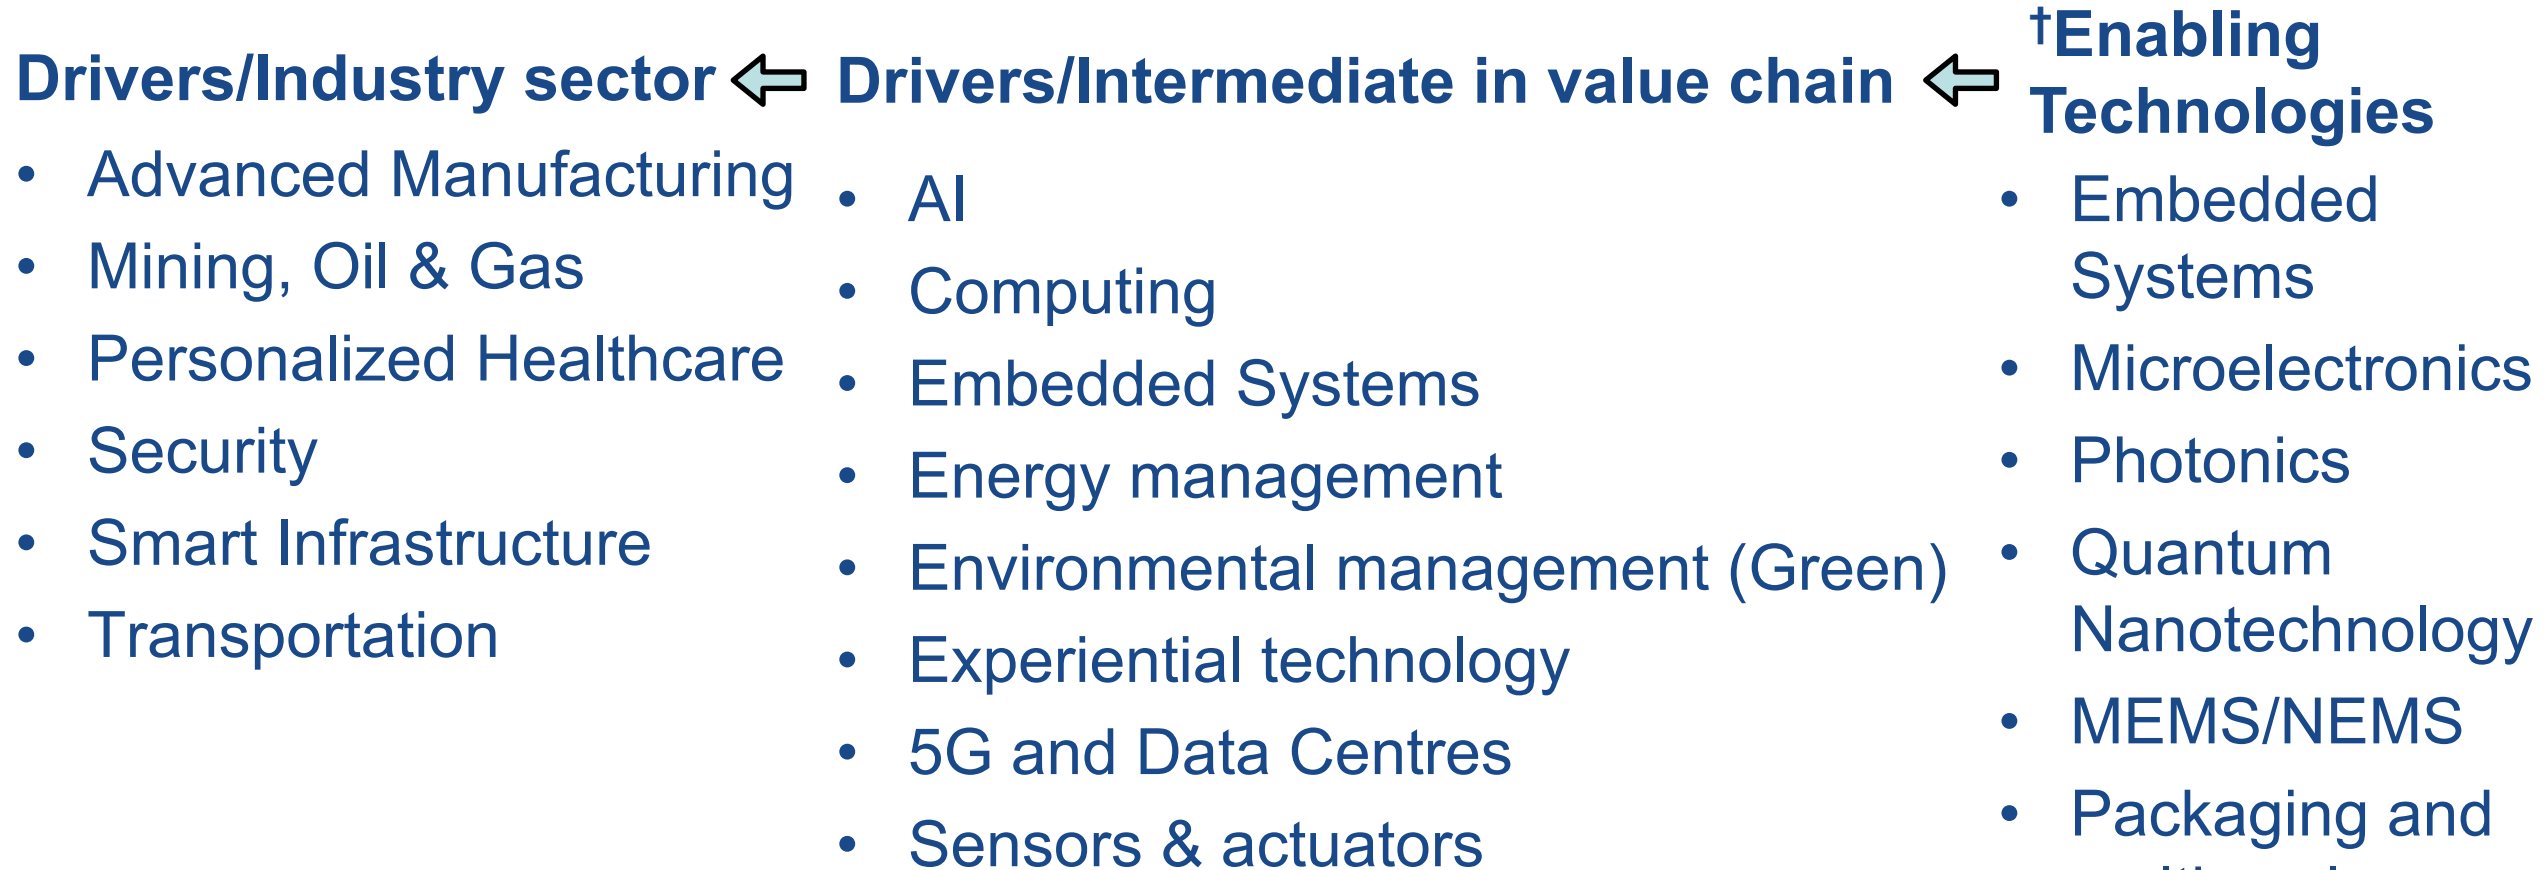 Drivers/Industry sector
• Advanced Manufacturing
• Mining, Oil & Gas
• Personalized Healthcare
• Security
• Smart Infrastructure
• Transportation
Drivers/Intermediate in value chain
• AI
• Computing
• Embedded Systems
• Energy management
• Environmental management (Green)
• Experiential technology
• 5G and Data Centres
• Sensors & actuators
†Enabling
Technologies
• Embedded
Systems
• Microelectronics
• Photonics
• Quantum
Nanotechnology
• MEMS/NEMS
• Packaging and